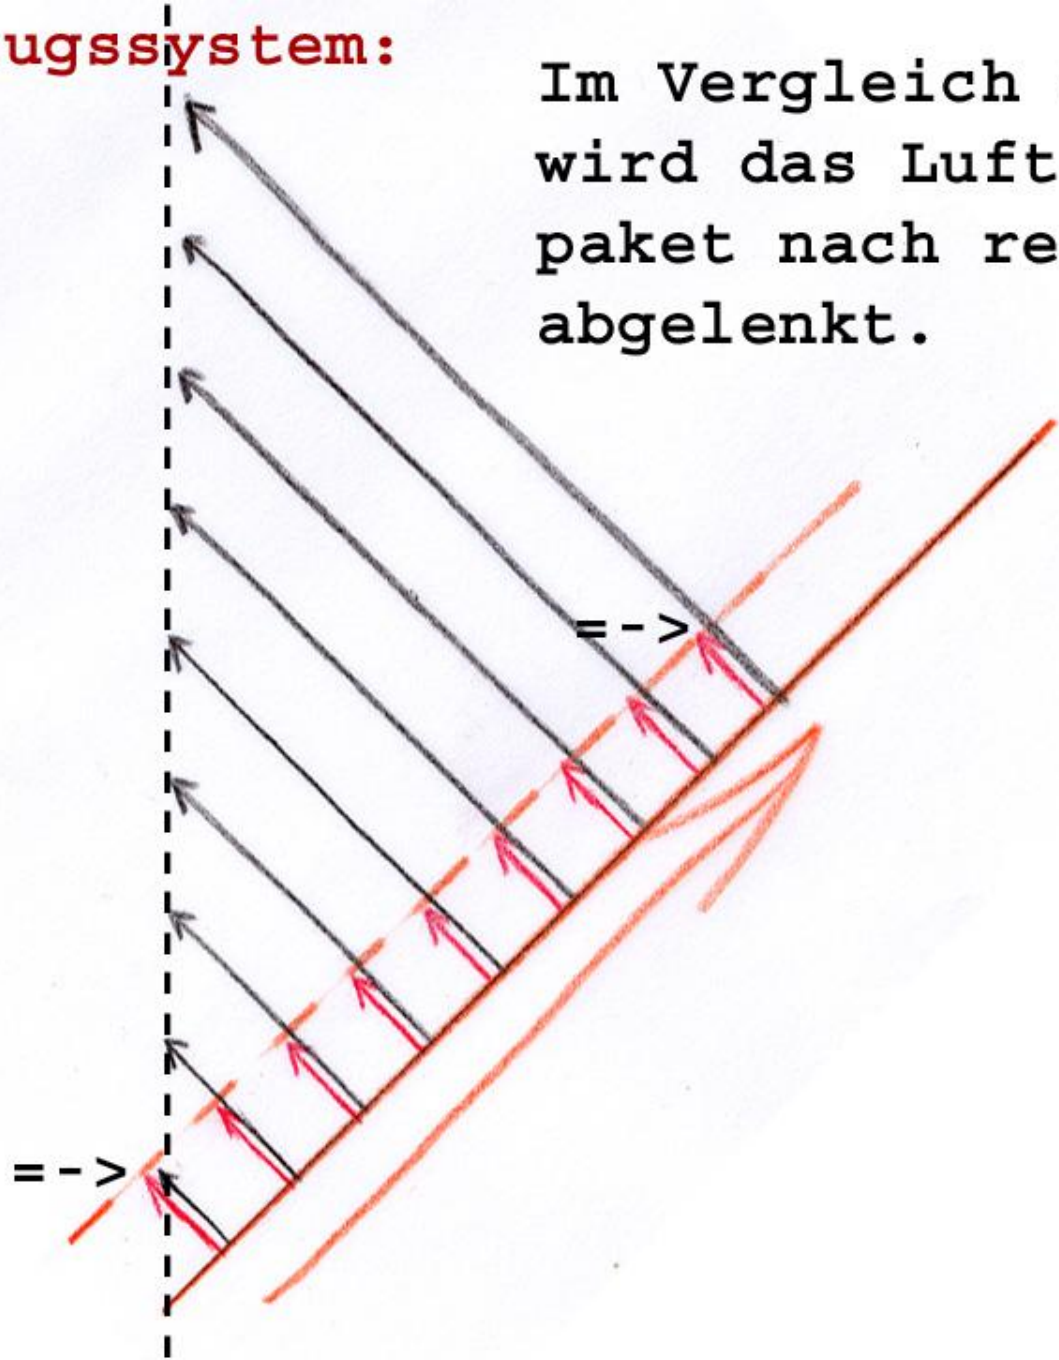 ugssystem:
Im Vergleich
wird das Luft
paket nach re
abgelenkt.
=->
=->